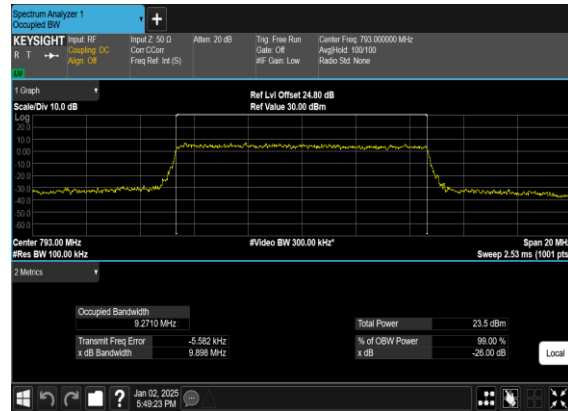 Spectrum Analyzer 1
Occupied BW
+
KEYSIGHT Input: RF Input Z: 50 Ω Atten: 20 dB Trig: Free Run Center Freq: 793.000000 MHz
R T Coupling: DC Corr CCorr Gate: Off Avg|Hold: 100/100
Align: Off Freq Ref: Int (S) #IF Gain: Low Radio Std: None
LU
1 Graph
Ref Lvl Offset 24.80 dB
Scale/Div 10.0 dB Ref Value 30.00 dBm
Log
20.0
10.0
0.00
-10.0
-20.0
-30.0
-40.0
-50.0
-60.0
Center 793.00 MHz #Video BW 300.00 kHz* Span 20 MHz
#Res BW 100.00 kHz Sweep 2.53 ms (1001 pts)
2 Metrics
Occupied Bandwidth
9.2710 MHz Total Power 23.5 dBm
Transmit Freq Error -5.582 kHz % of OBW Power 99.00 %
x dB Bandwidth 9.898 MHz x dB -26.00 dB
Local
? Jan 02, 2025
5:49:23 PM